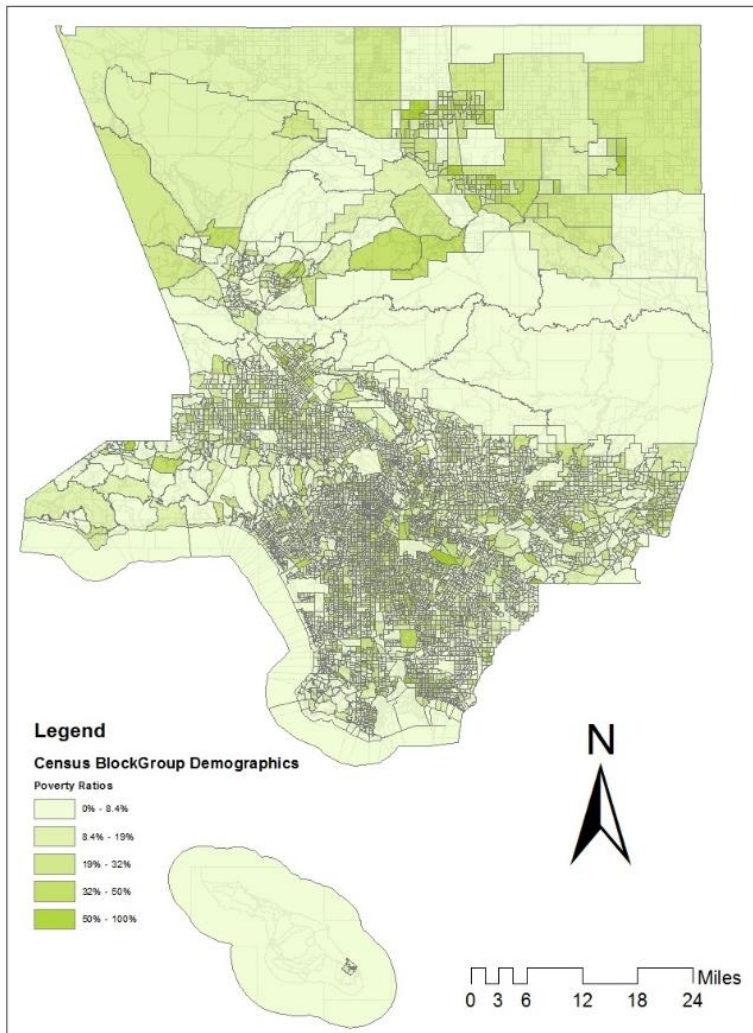 Legend
Census BlockGroup Demographics
Poverty Ratios
0% - 8.4%
8.4% - 19%
19% - 32%
32% - 50%
50% - 100%
N
Miles
0 3 6 12 18 24